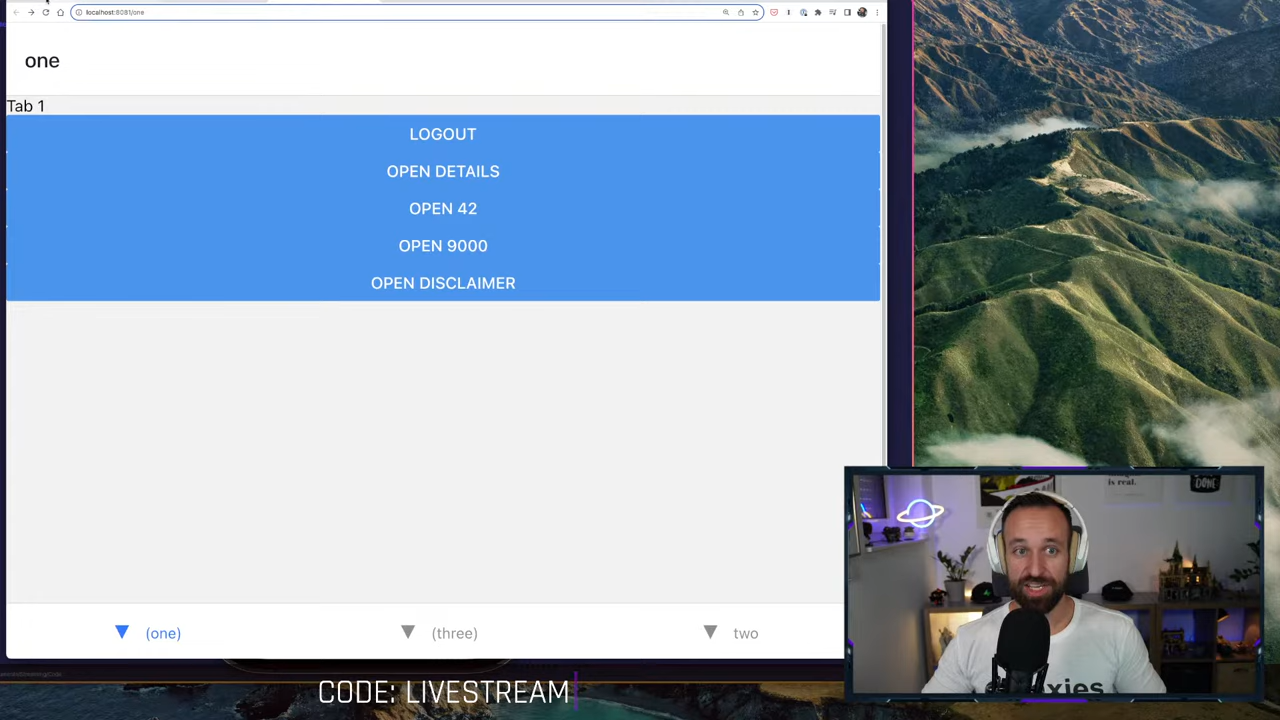 localhost:8081/one
one
Tab 1
LOGOUT
OPEN DETAILS
OPEN 42
OPEN 9000
OPEN DISCLAIMER
(one)
(three)
two
is real.
DONE
CODE: LIVESTREAM